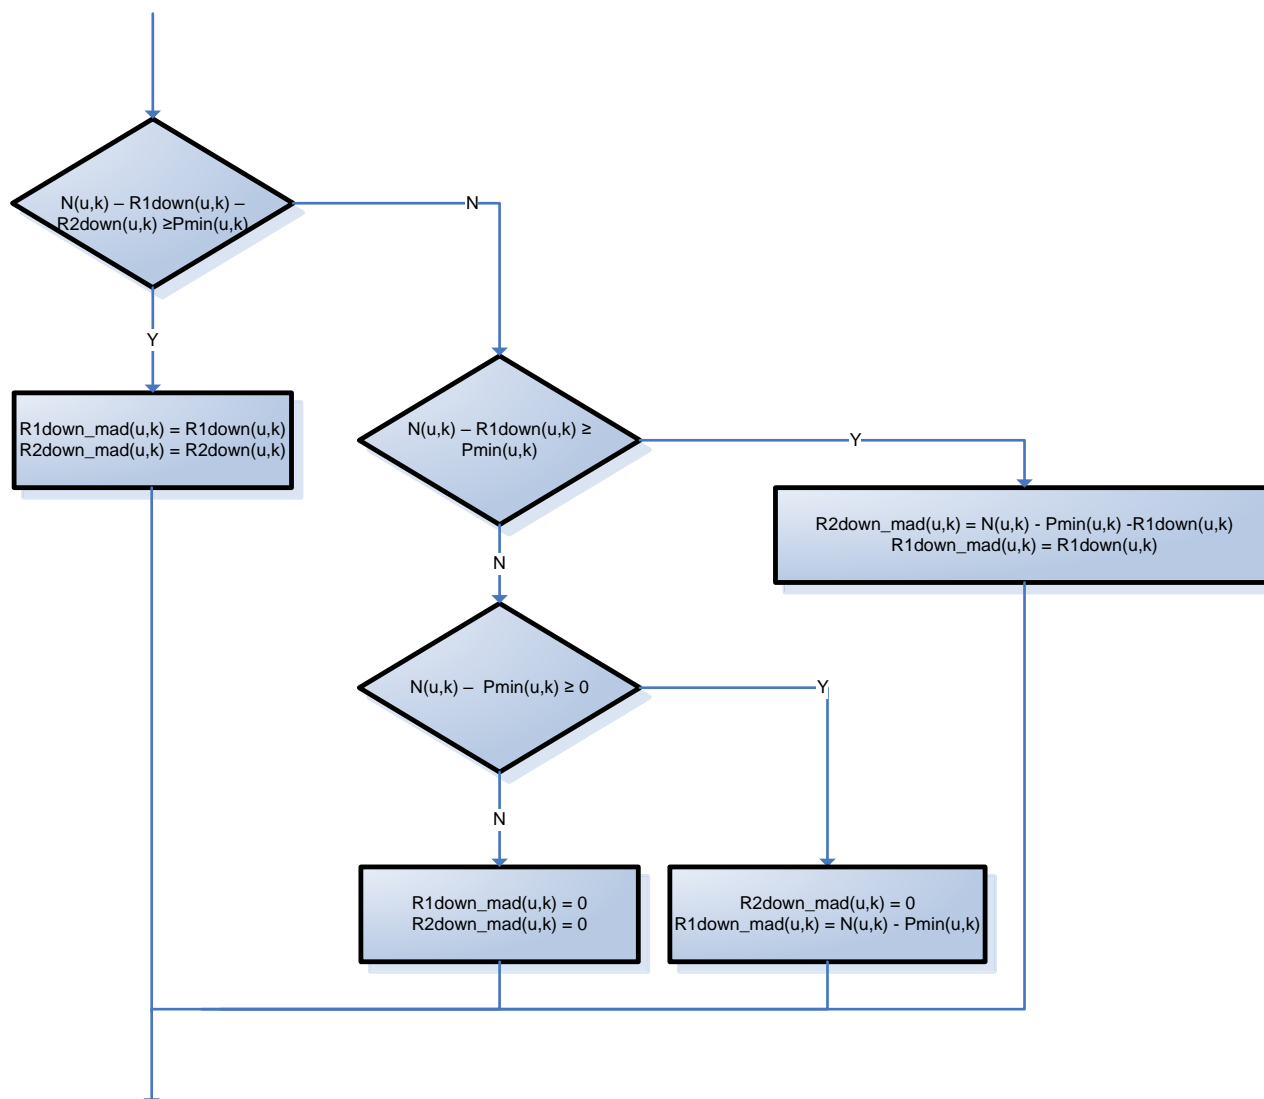 N(u,k) – R1down(u,k) –
R2down(u,k) ≥Pmin(u,k)
N
Y
R1down_mad(u,k) = R1down(u,k)
R2down_mad(u,k) = R2down(u,k)
N(u,k) – R1down(u,k) ≥
Pmin(u,k)
Y
R2down_mad(u,k) = N(u,k) - Pmin(u,k) -R1down(u,k)
R1down_mad(u,k) = R1down(u,k)
N
N(u,k) –  Pmin(u,k) ≥ 0
Y
N
R1down_mad(u,k) = 0
R2down_mad(u,k) = 0
R2down_mad(u,k) = 0
R1down_mad(u,k) = N(u,k) - Pmin(u,k)